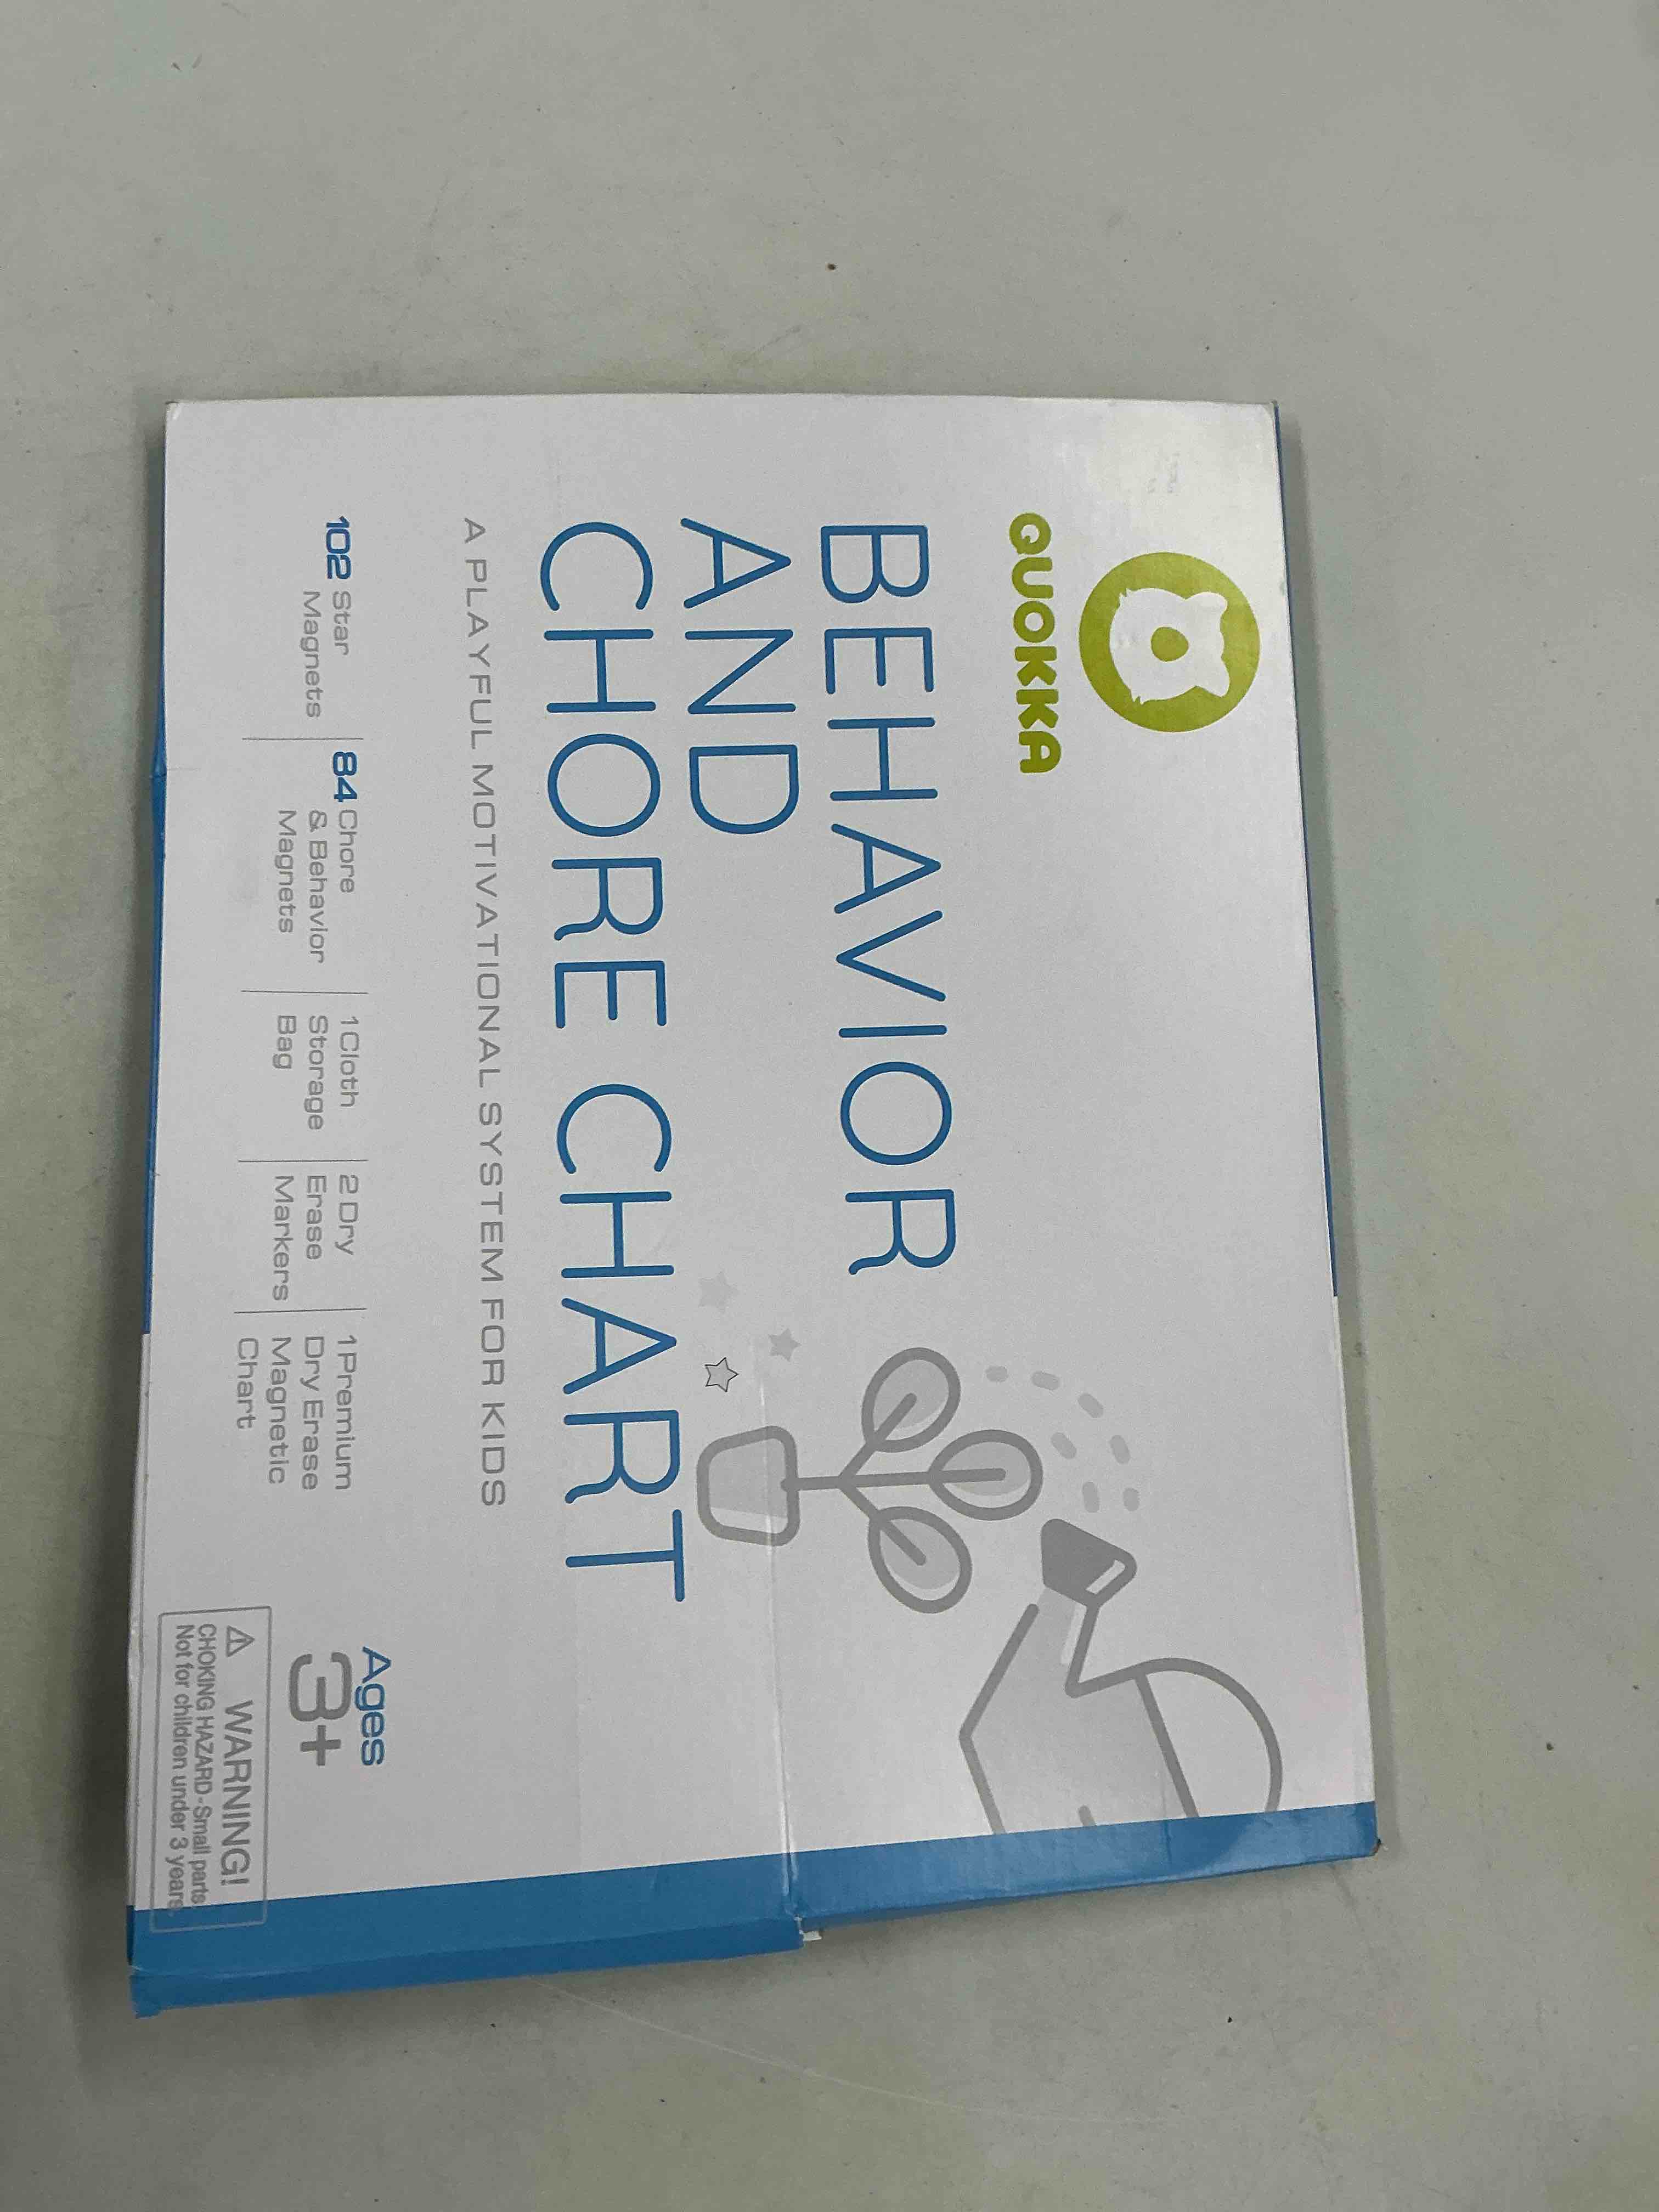 QUOKKA
BEHAVIOR
AND
CHORE CHART
A PLAYFUL MOTIVATIONAL SYSTEM FOR KIDS
102 Star
Magnets
84 Chore
& Behavior
Magnets
1 Cloth
Storage
Bag
2 Dry
Erase
Markers
1 Premium
Dry Erase
Magnetic
Chart
Ages
3+
WARNING!
CHOKING HAZARD - Small parts
Not for children under 3 years